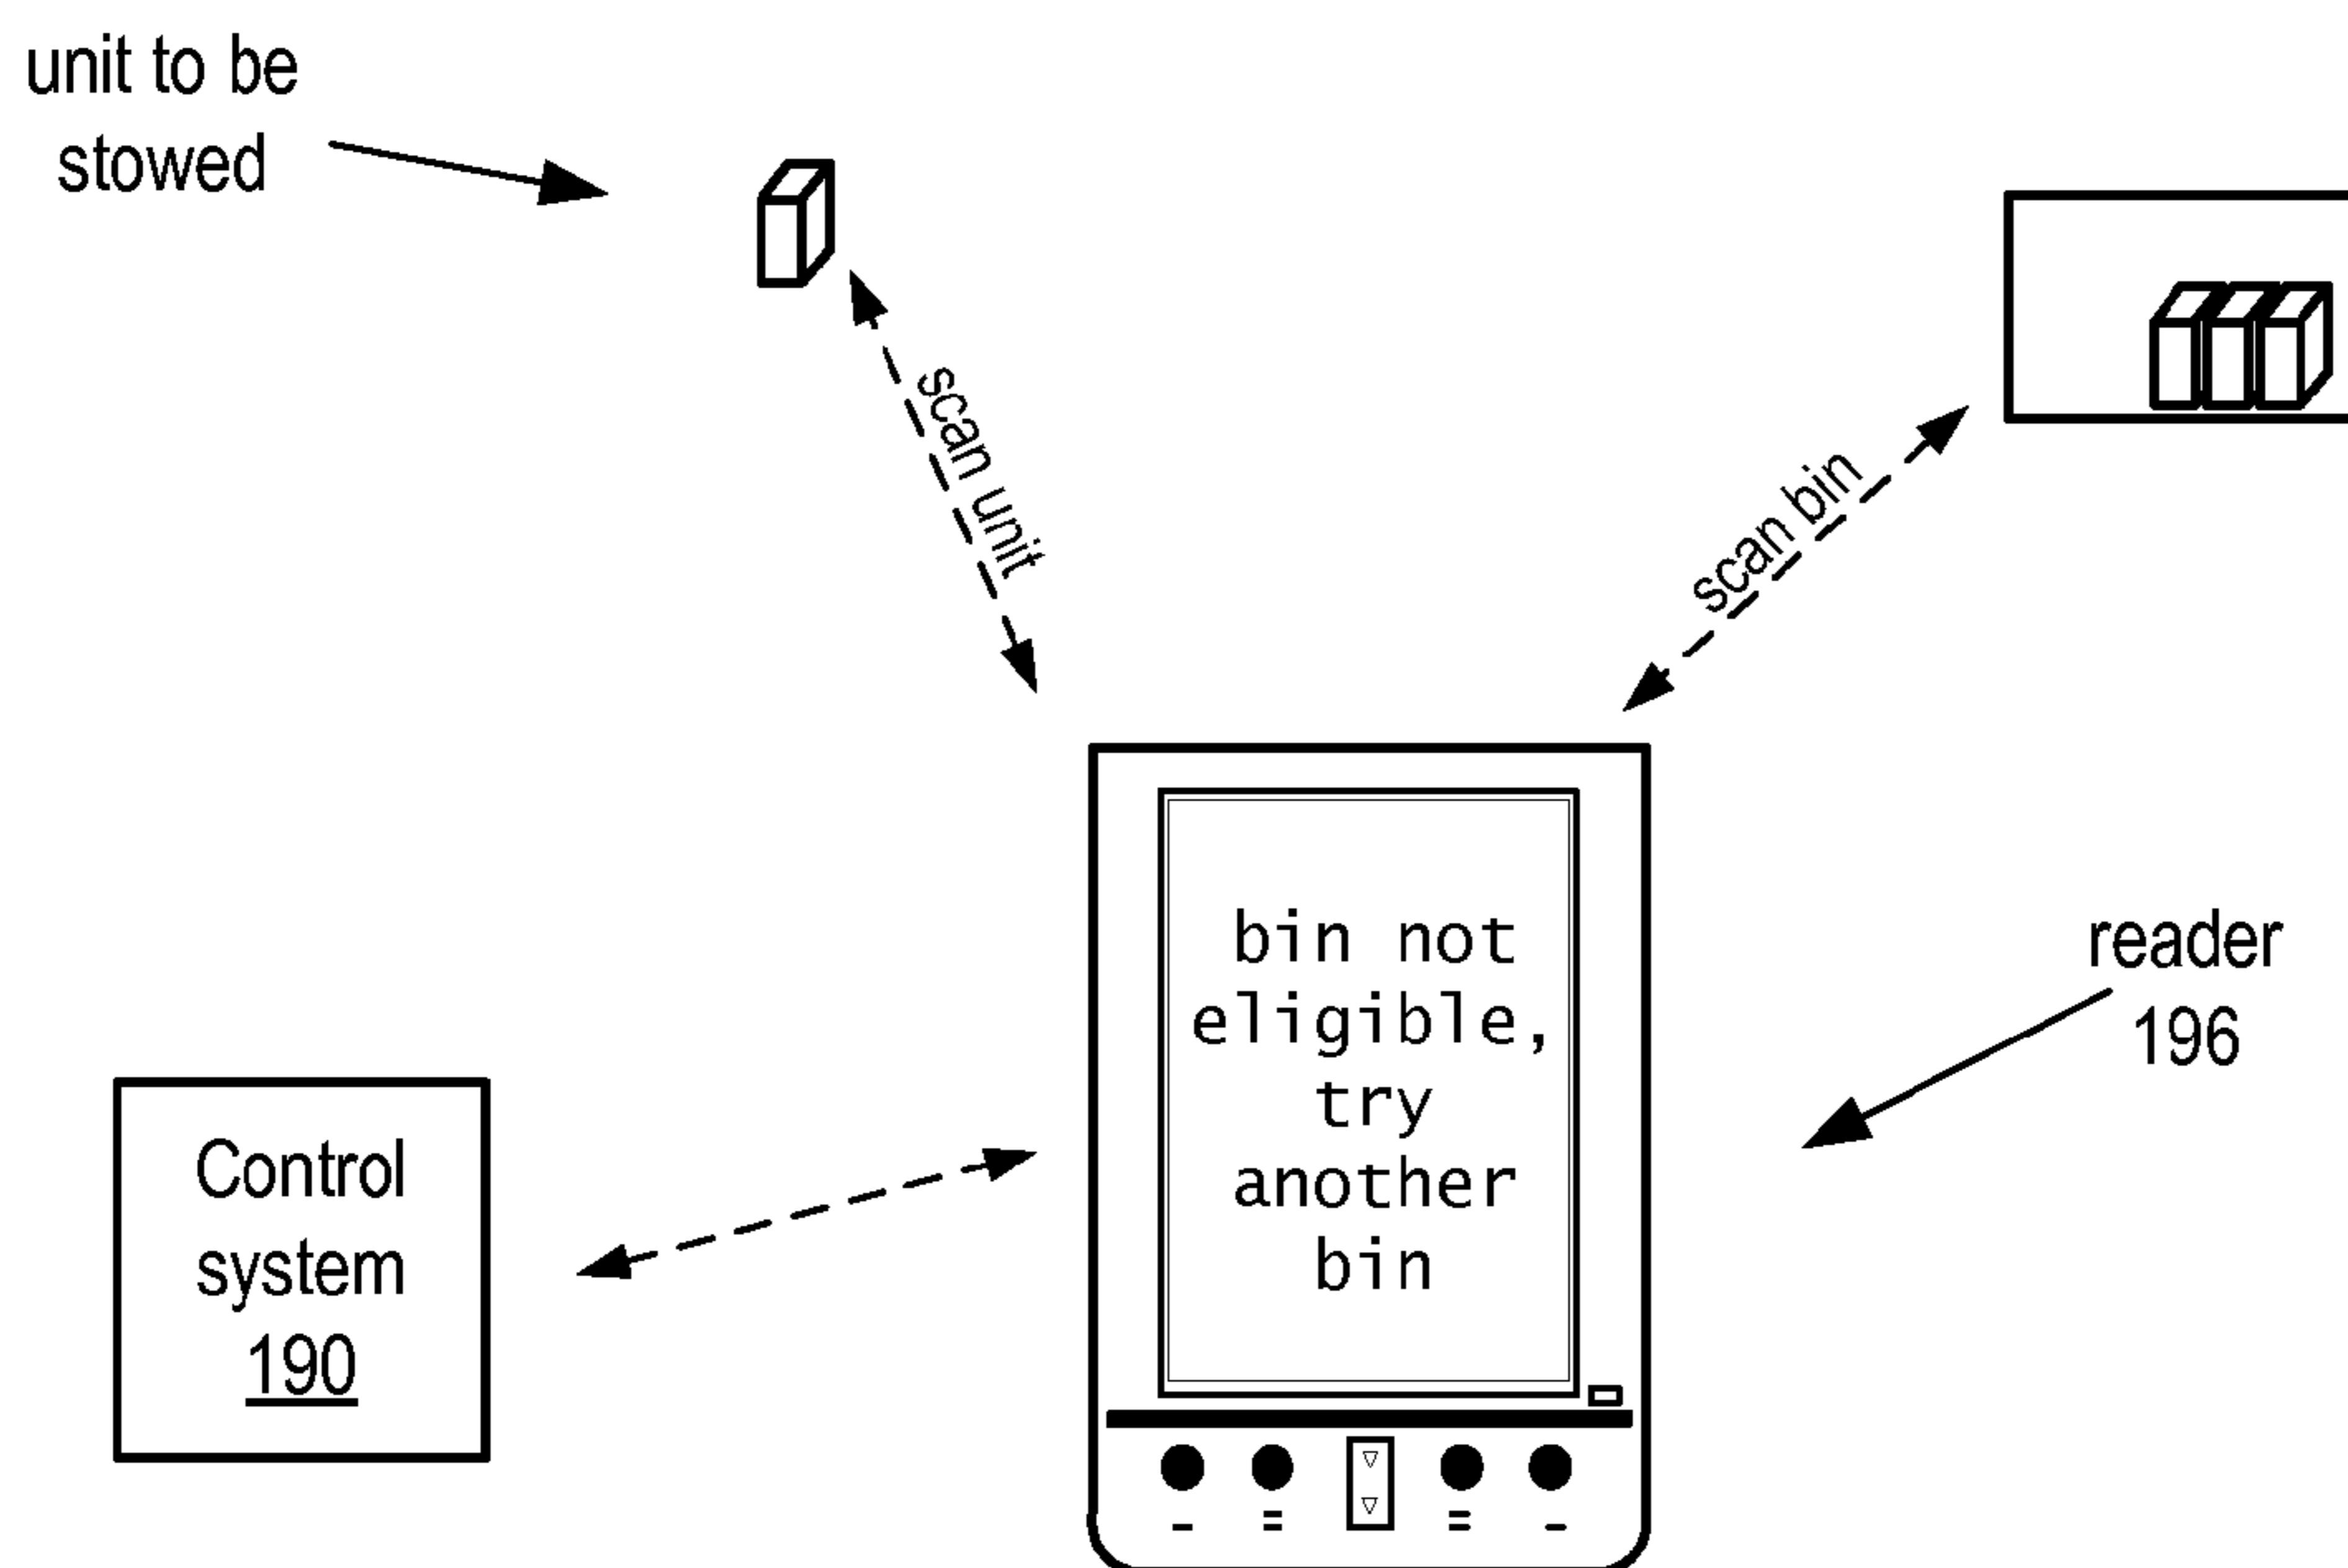 unit to be
stowed
scan unit
scan bin
bin not
eligible,
try
another
bin
reader
196
Control
system
190